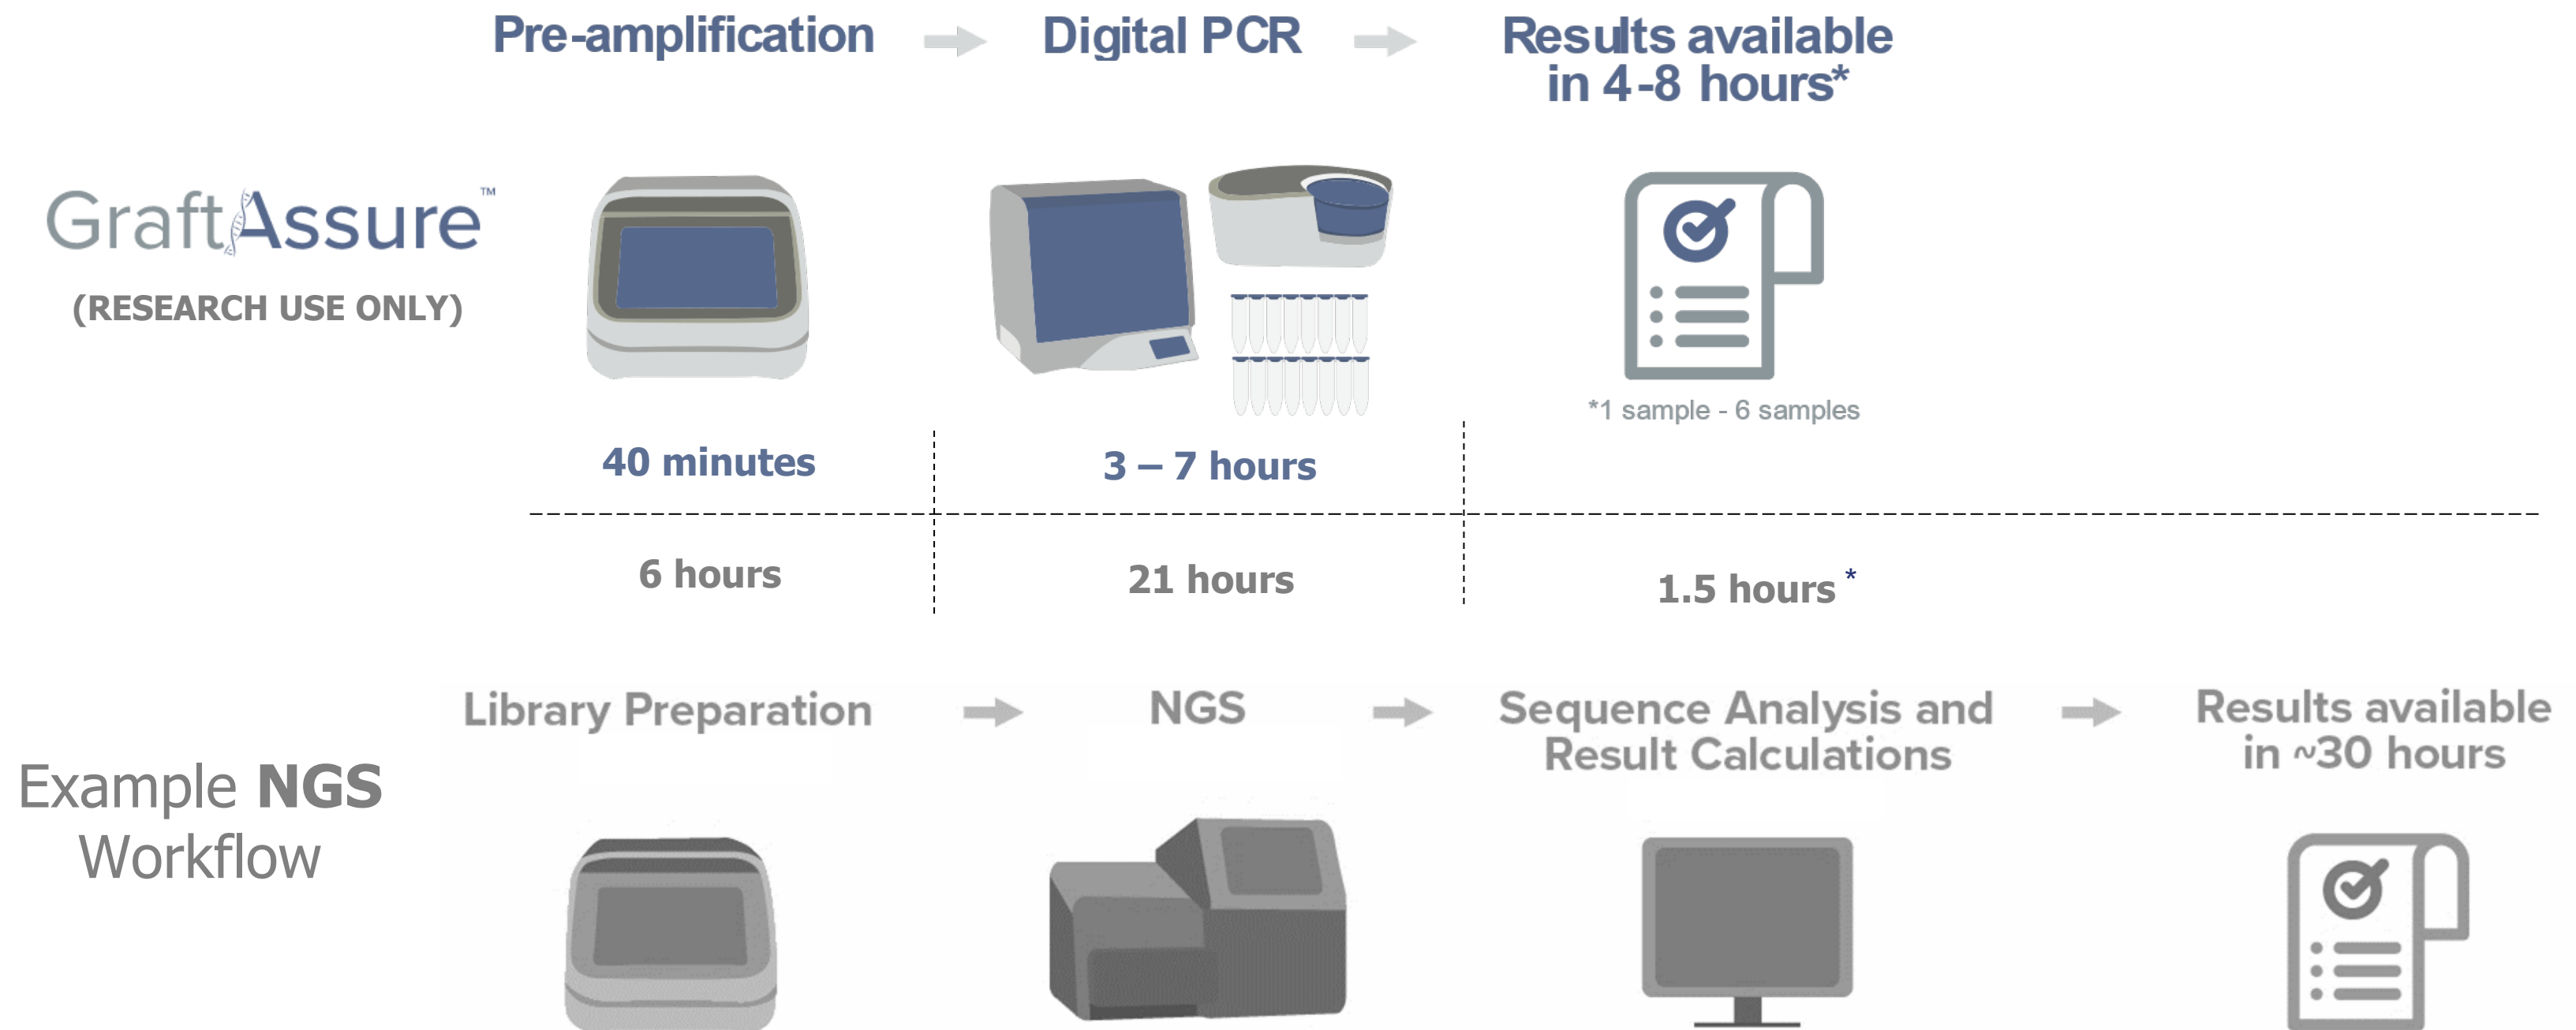 Pre-amplification
Digital PCR
Results available
in 4-8 hours*
GraftAssure™
(RESEARCH USE ONLY)
*1 sample - 6 samples
40 minutes
3 – 7 hours
6 hours
21 hours
1.5 hours *
Library Preparation
NGS
Sequence Analysis and
Result Calculations
Results available
in ~30 hours
Example NGS
Workflow